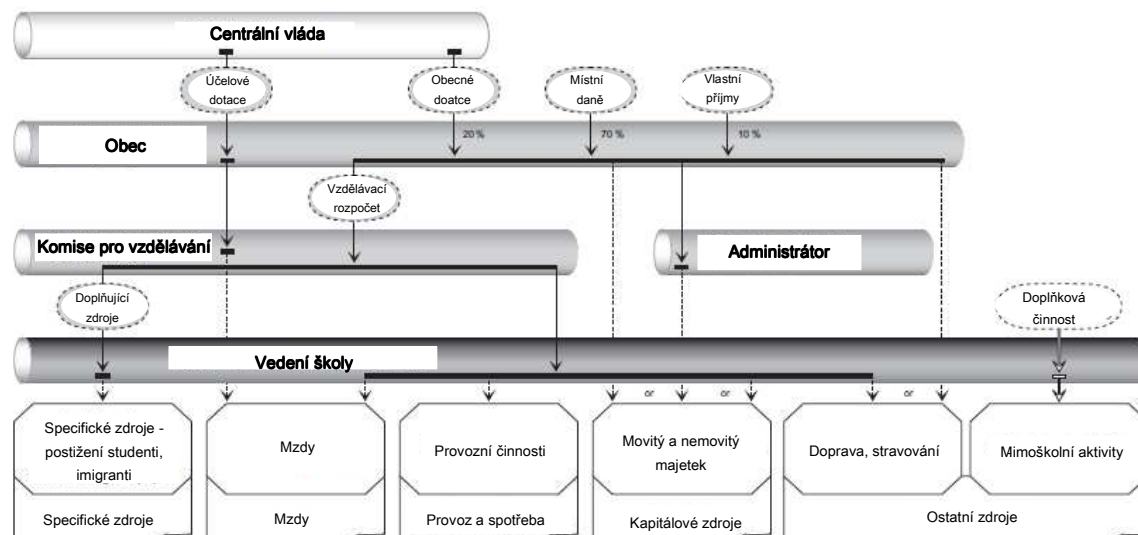 Centrální vláda
Účelové
dotace
Obecné
doatce
Místní
daně
Vlastní
příjmy
20 %
70 %
10 %
Obec
Vzdělávací
rozpočet
Komise pro vzdělávání
Administrátor
Doplňující
zdroje
Doplňková
činnost
Vedení školy
or
or
or
Specifické zdroje -
postižení studenti,
imigranti
Mzdy
Provozní činnosti
Movitý a nemovitý
majetek
Doprava, stravování
Mimoškolní aktivity
Specifické zdroje
Mzdy
Provoz a spotřeba
Kapitálové zdroje
Ostatní zdroje